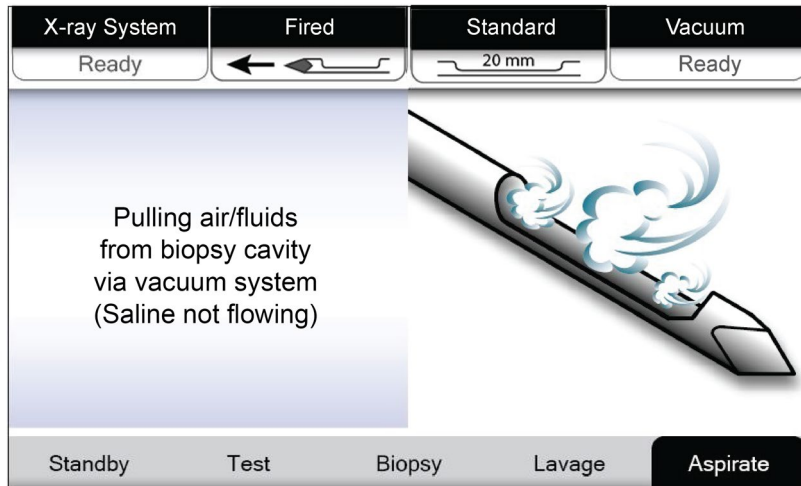 X-ray System
Fired
Standard
Vacuum
Ready
20 mm
Ready
Pulling air/fluids
from biopsy cavity
via vacuum system
(Saline not flowing)
Standby
Test
Biopsy
Lavage
Aspirate